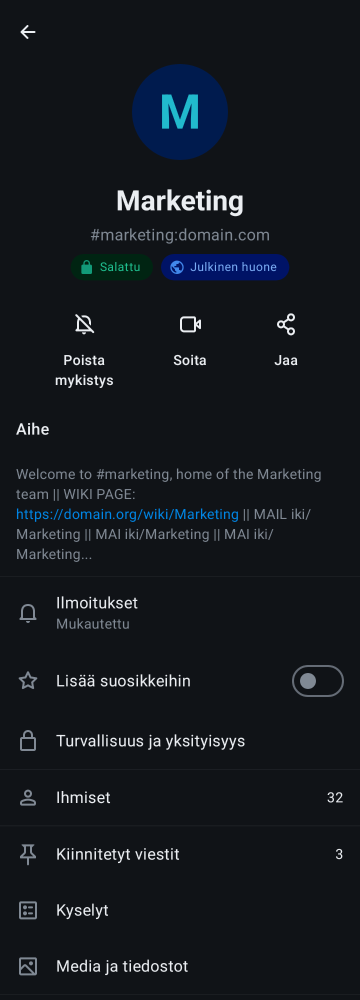 M
Marketing
#marketing:domain.com
Salattu
Julkinen huone
Poista
mykistys
Soita
Jaa
Aihe
Welcome to #marketing, home of the Marketing
team || WIKI PAGE:
https://domain.org/wiki/Marketing || MAIL iki/
Marketing || MAI iki/Marketing || MAI iki/
Marketing...
Ilmoitukset
Mukautettu
Lisää suosikkeihin
Turvallisuus ja yksityisyys
Ihmiset 32
Kiinnitetyt viestit 3
Kyselyt
Media ja tiedostot